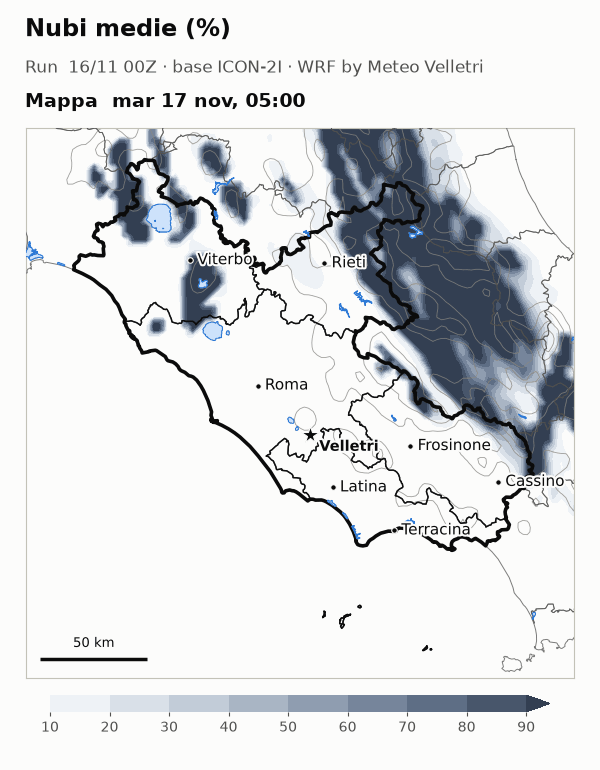 Nubi medie (%)
Run  16/11 00Z · base ICON-2I · WRF by Meteo Velletri
Mappa  mar 17 nov, 05:00
Viterbo
Rieti
Roma
Velletri
Frosinone
Latina
Cassino
Terracina
50 km
10 20 30 40 50 60 70 80 90